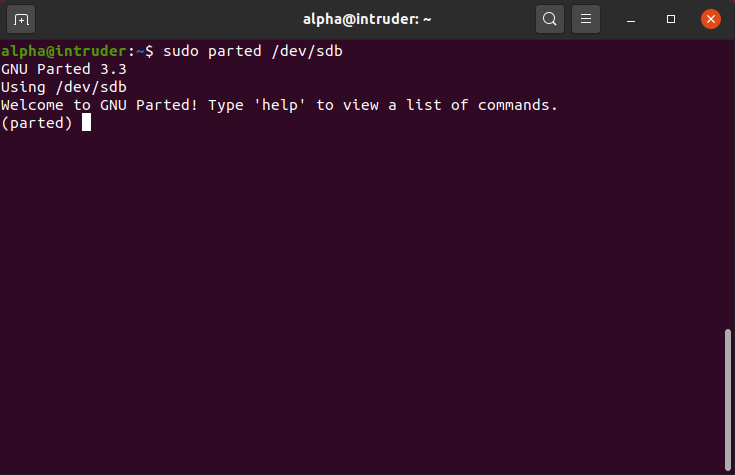 alpha@intruder: ~
alpha@intruder:~$ sudo parted /dev/sdb
GNU Parted 3.3
Using /dev/sdb
Welcome to GNU Parted! Type 'help' to view a list of commands.
(parted)